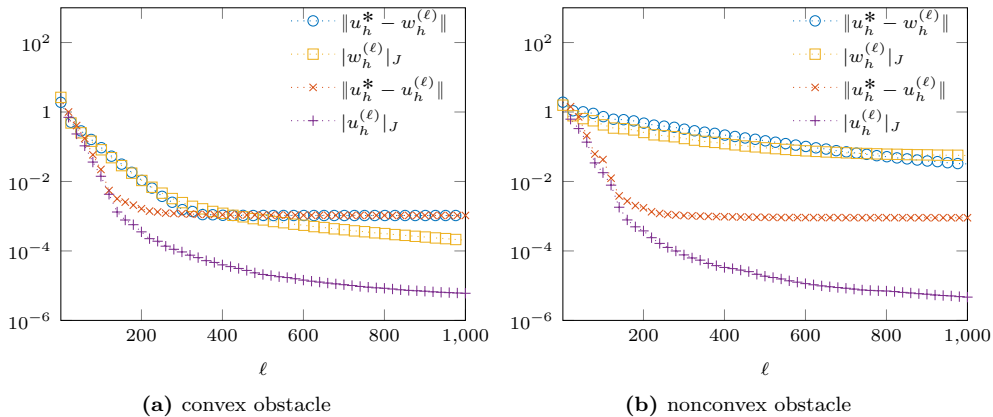 10^2
1
10^{-2}
10^{-4}
10^{-6}
200
400
600
800
1,000
ℓ
‖u_h^* − w_h^{(ℓ)}‖
|w_h^{(ℓ)}|_J
‖u_h^* − u_h^{(ℓ)}‖
|u_h^{(ℓ)}|_J
(a) convex obstacle
10^2
1
10^{-2}
10^{-4}
10^{-6}
200
400
600
800
1,000
ℓ
‖u_h^* − w_h^{(ℓ)}‖
|w_h^{(ℓ)}|_J
‖u_h^* − u_h^{(ℓ)}‖
|u_h^{(ℓ)}|_J
(b) nonconvex obstacle